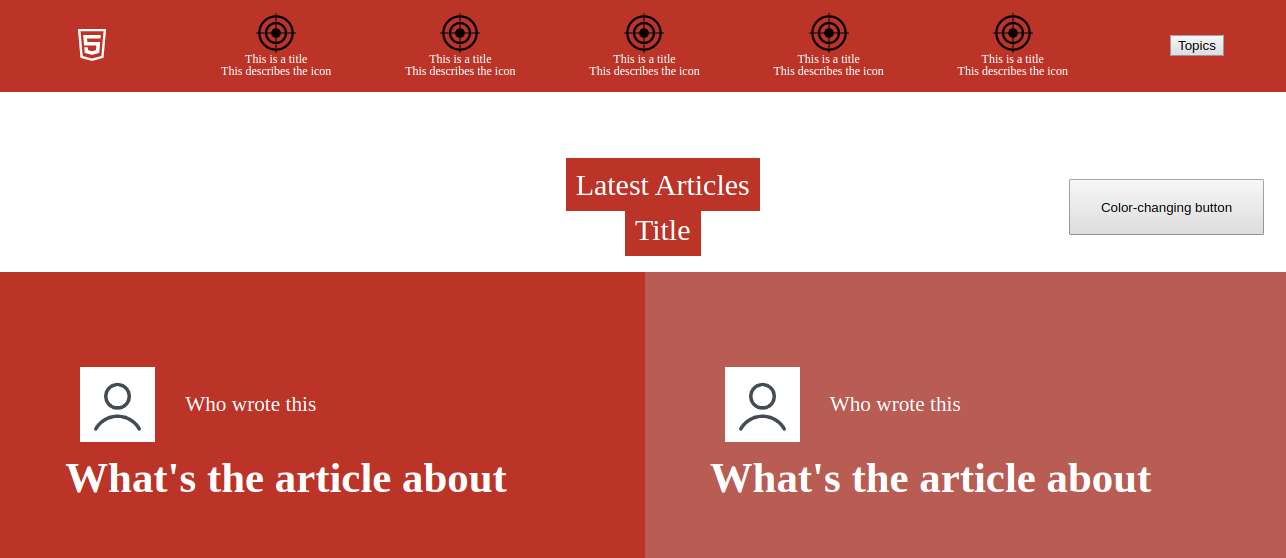 This is a title
This describes the icon
This is a title
This describes the icon
This is a title
This describes the icon
This is a title
This describes the icon
This is a title
This describes the icon
Topics
Latest Articles
Title
Color-changing button
Who wrote this
What's the article about
Who wrote this
What's the article about